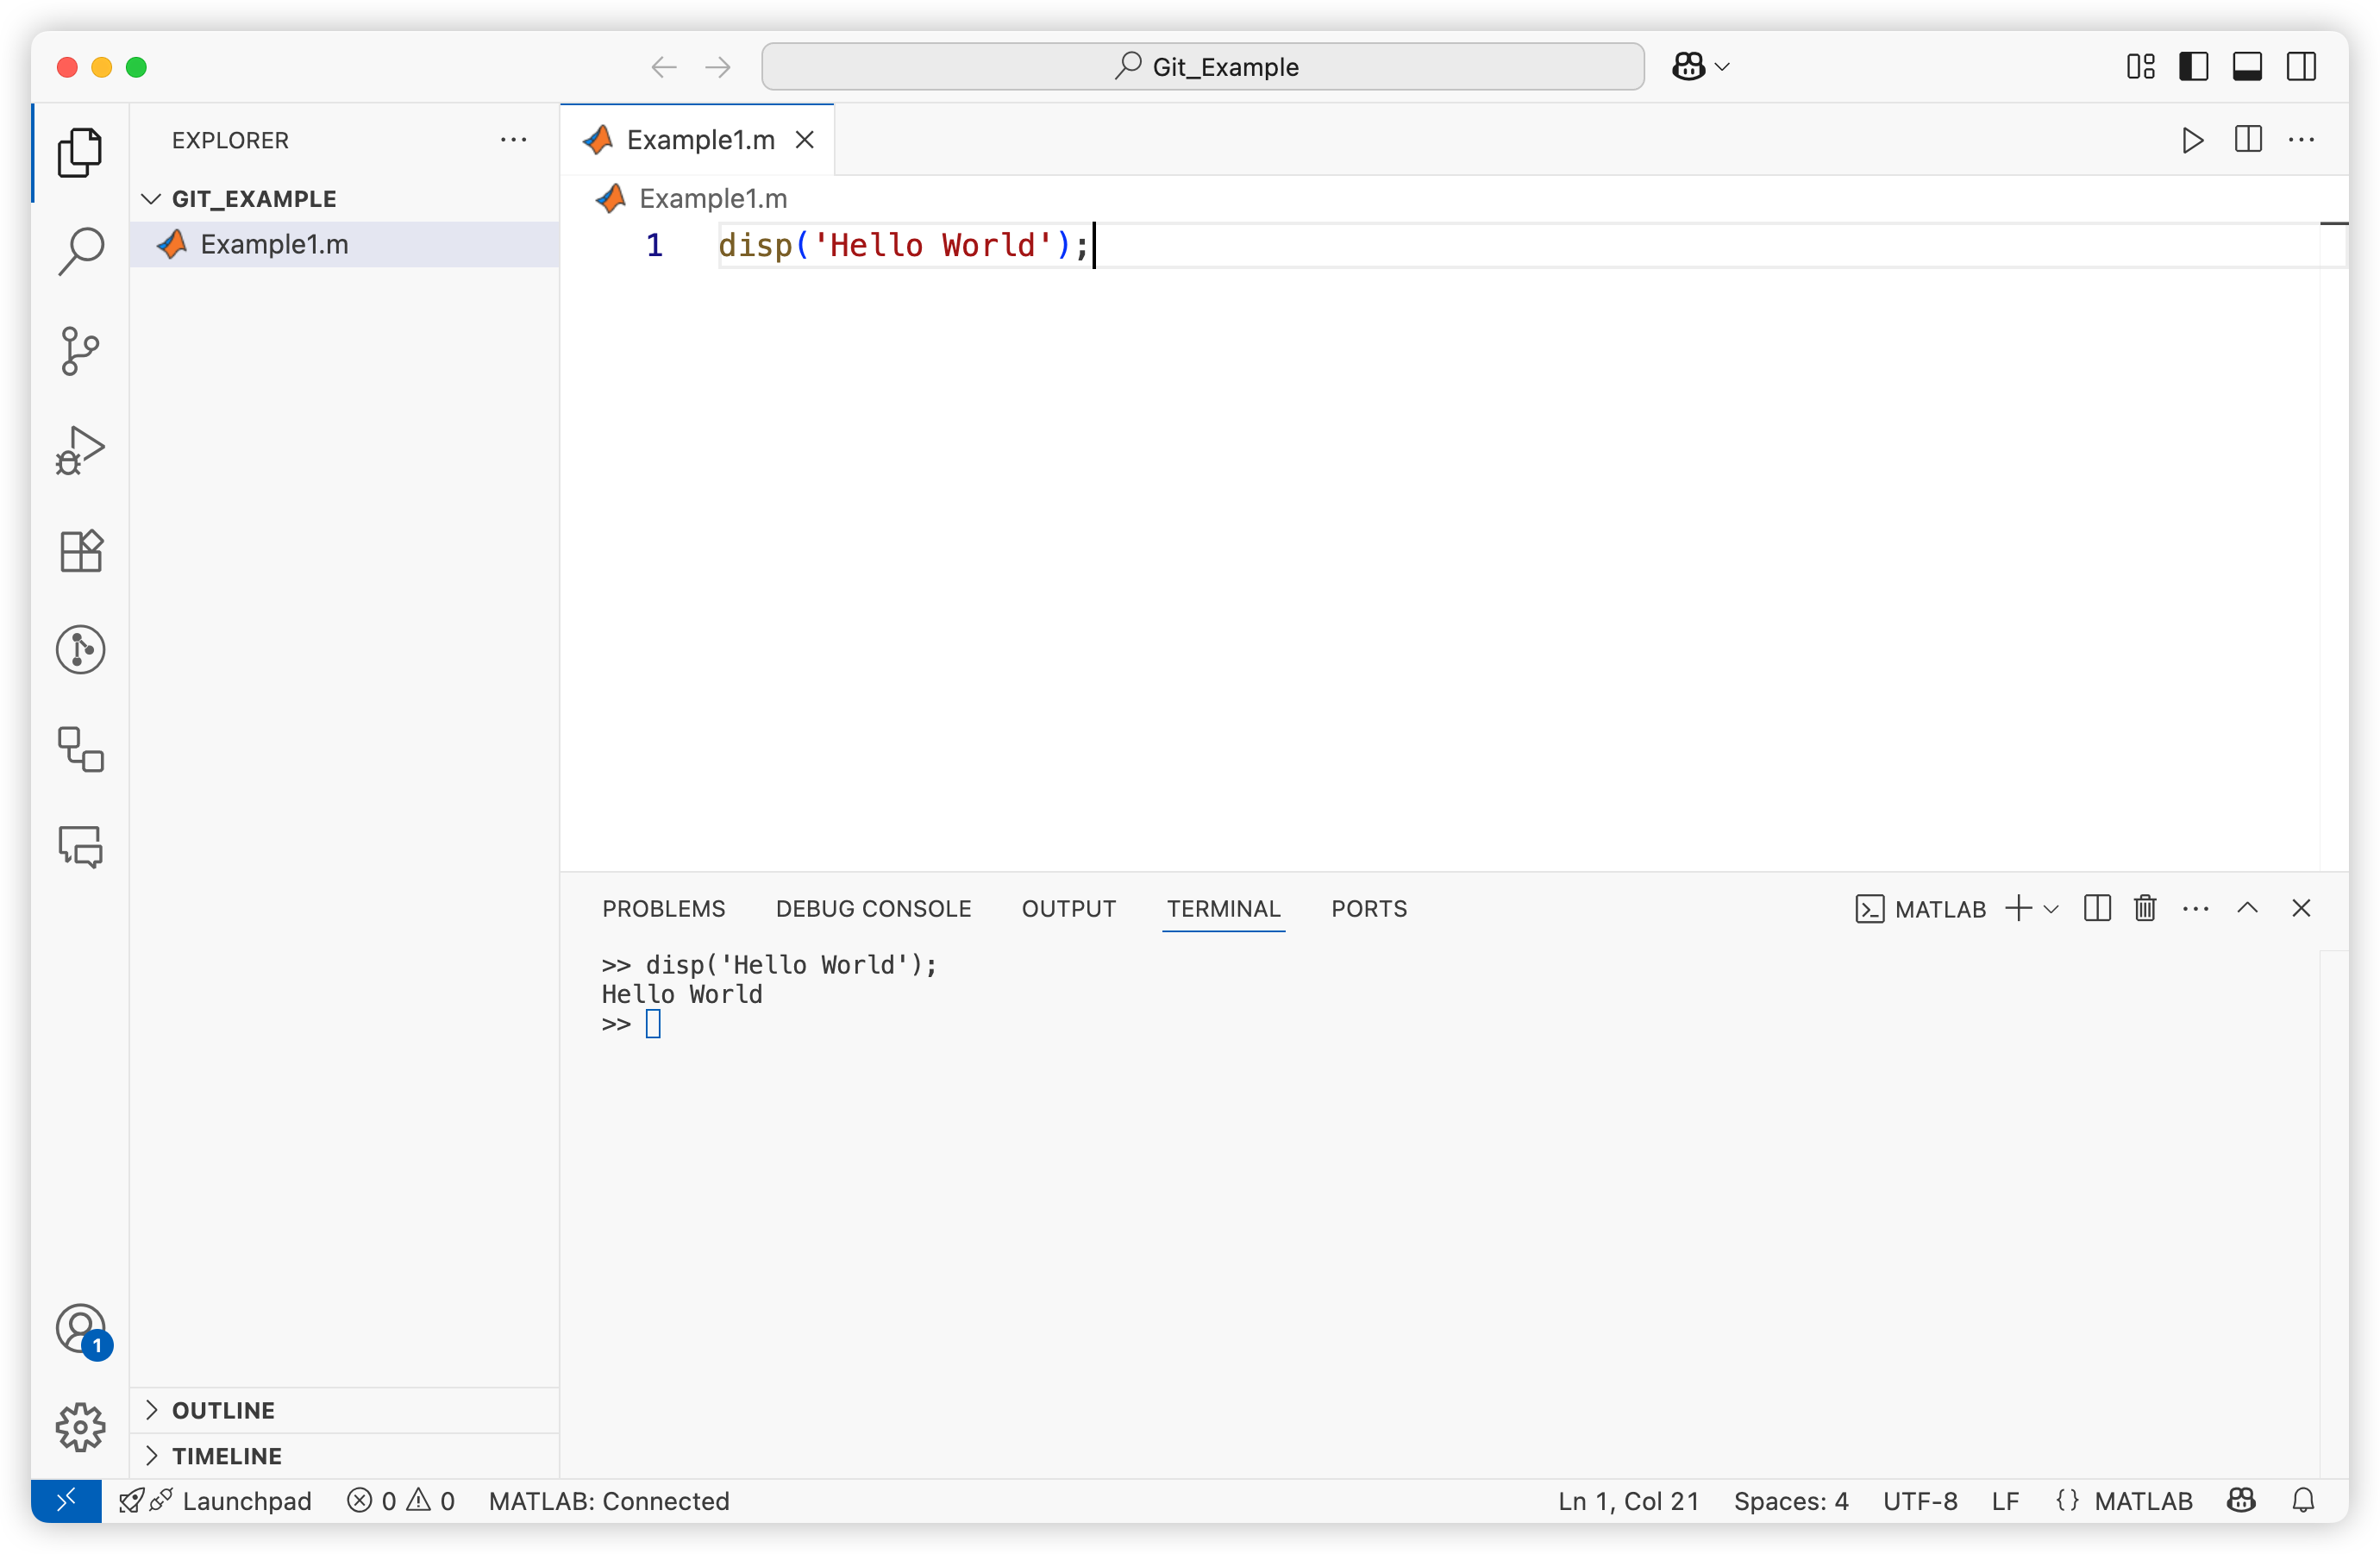 Git_Example
EXPLORER
GIT_EXAMPLE
Example1.m
OUTLINE
TIMELINE
Example1.m
Example1.m
1 disp('Hello World');
PROBLEMS DEBUG CONSOLE OUTPUT TERMINAL PORTS MATLAB
>> disp('Hello World');
Hello World
>>
1
Launchpad 0 0 MATLAB: Connected Ln 1, Col 21 Spaces: 4 UTF-8 LF {} MATLAB